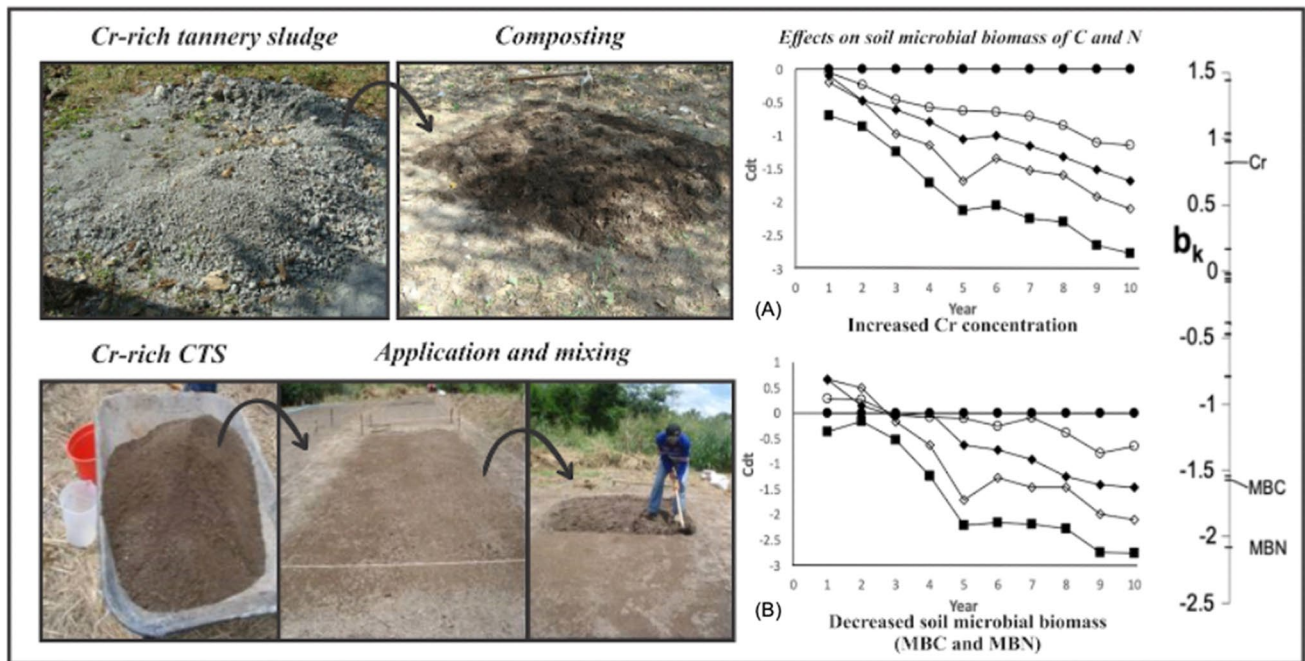 Cr-rich tannery sludge
Composting
Effects on soil microbial biomass of C and N
0
-0.5
-1
-1.5
-2
-2.5
-3
Cdt
0 1 2 3 4 5 6 7 8 9 10
Year
(A)
Increased Cr concentration
Cr-rich CTS
Application and mixing
1
0.5
0
-0.5
-1
-1.5
-2
-2.5
-3
Cdt
0 1 2 3 4 5 6 7 8 9 10
Year
(B)
Decreased soil microbial biomass
(MBC and MBN)
1.5
1
0.5
0
-0.5
-1
-1.5
-2
-2.5
bk
Cr
MBC
MBN